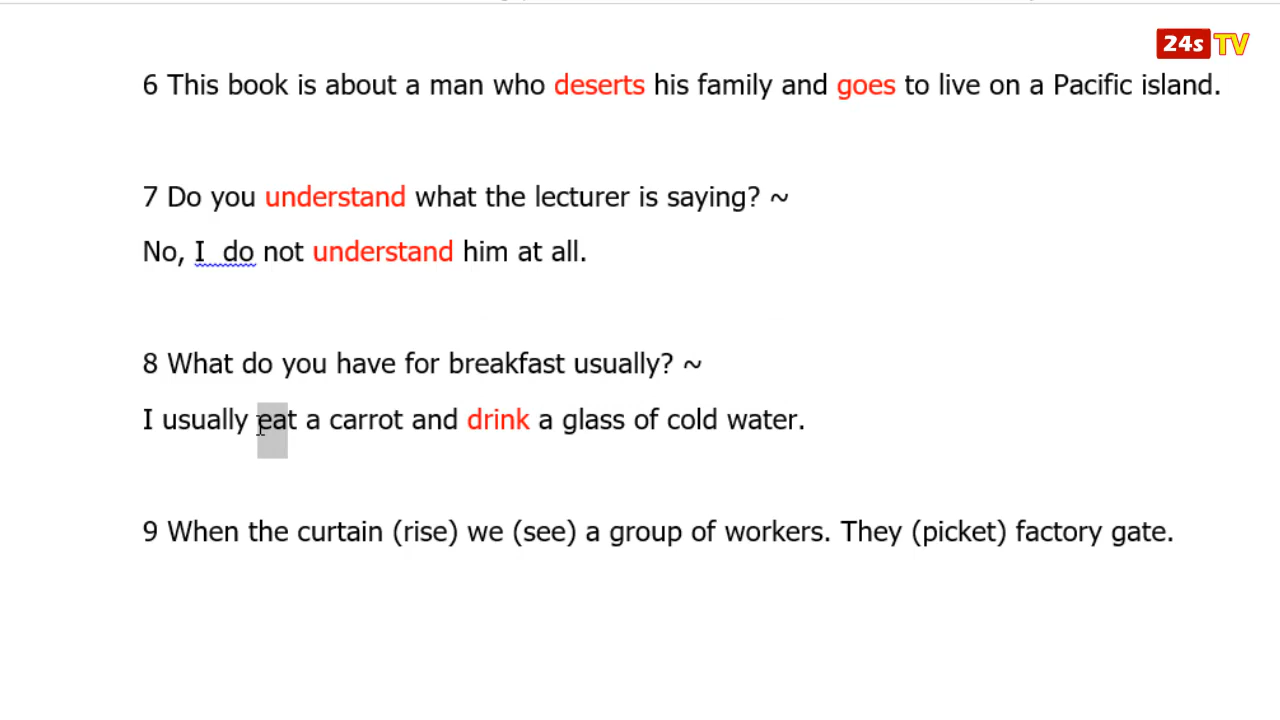 24s TV
6 This book is about a man who deserts his family and goes to live on a Pacific island.
7 Do you understand what the lecturer is saying? ~
No, I  do not understand him at all.
8 What do you have for breakfast usually? ~
I usually eat a carrot and drink a glass of cold water.
9 When the curtain (rise) we (see) a group of workers. They (picket) factory gate.